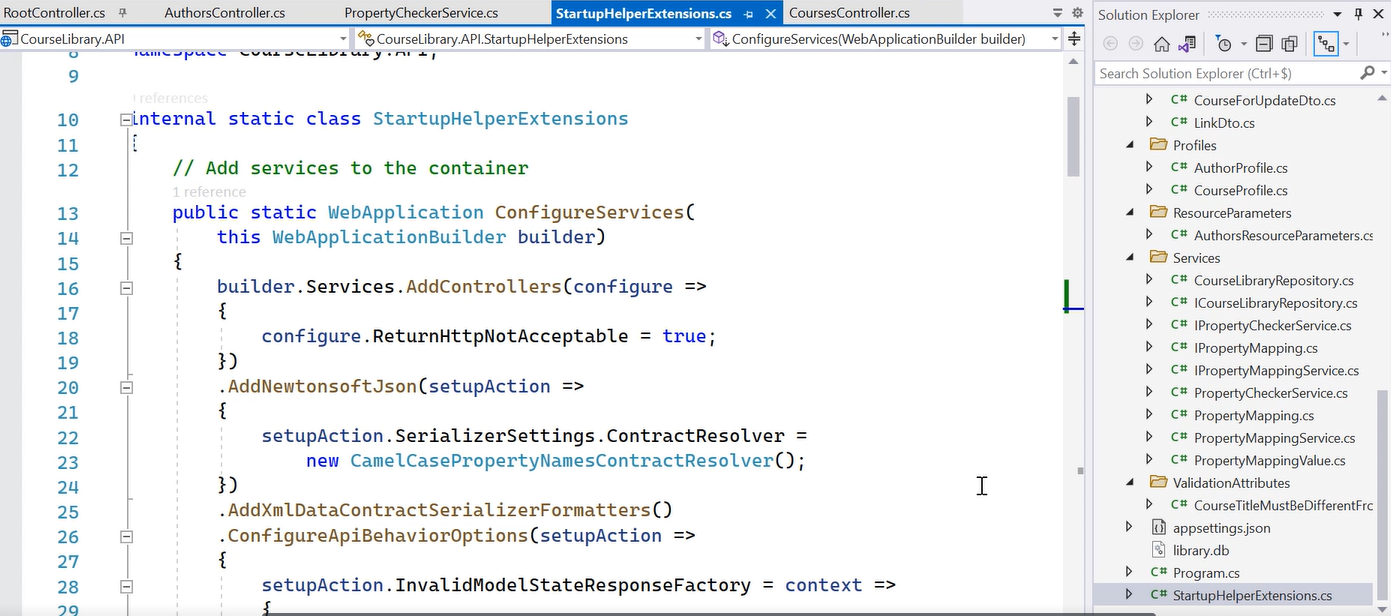 RootController.cs
AuthorsController.cs
PropertyCheckerService.cs
StartupHelperExtensions.cs
CoursesController.cs
CourseLibrary.API
CourseLibrary.API.StartupHelperExtensions
ConfigureServices(WebApplicationBuilder builder)
8 namespace CourseLibrary.API;
9
references
10 internal static class StartupHelperExtensions
11 {
12 // Add services to the container
1 reference
13 public static WebApplication ConfigureServices(
14 this WebApplicationBuilder builder)
15 {
16 builder.Services.AddControllers(configure =>
17 {
18 configure.ReturnHttpNotAcceptable = true;
19 })
20 .AddNewtonsoftJson(setupAction =>
21 {
22 setupAction.SerializerSettings.ContractResolver =
23 new CamelCasePropertyNamesContractResolver();
24 })
25 .AddXmlDataContractSerializerFormatters()
26 .ConfigureApiBehaviorOptions(setupAction =>
27 {
28 setupAction.InvalidModelStateResponseFactory = context =>
29 {
Solution Explorer
Search Solution Explorer (Ctrl+$)
C# CourseForUpdateDto.cs
C# LinkDto.cs
Profiles
C# AuthorProfile.cs
C# CourseProfile.cs
ResourceParameters
C# AuthorsResourceParameters.cs
Services
C# CourseLibraryRepository.cs
C# ICourseLibraryRepository.cs
C# IPropertyCheckerService.cs
C# IPropertyMapping.cs
C# IPropertyMappingService.cs
C# PropertyCheckerService.cs
C# PropertyMapping.cs
C# PropertyMappingService.cs
C# PropertyMappingValue.cs
ValidationAttributes
C# CourseTitleMustBeDifferentFrc
appsettings.json
library.db
C# Program.cs
C# StartupHelperExtensions.cs